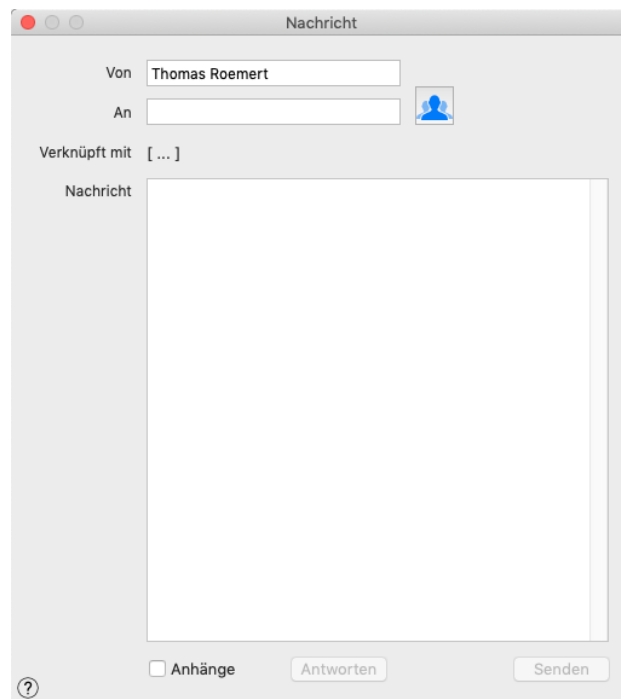 Nachricht
Von Thomas Roemert
An
Verknüpft mit [ ... ]
Nachricht
Anhänge Antworten Senden
?